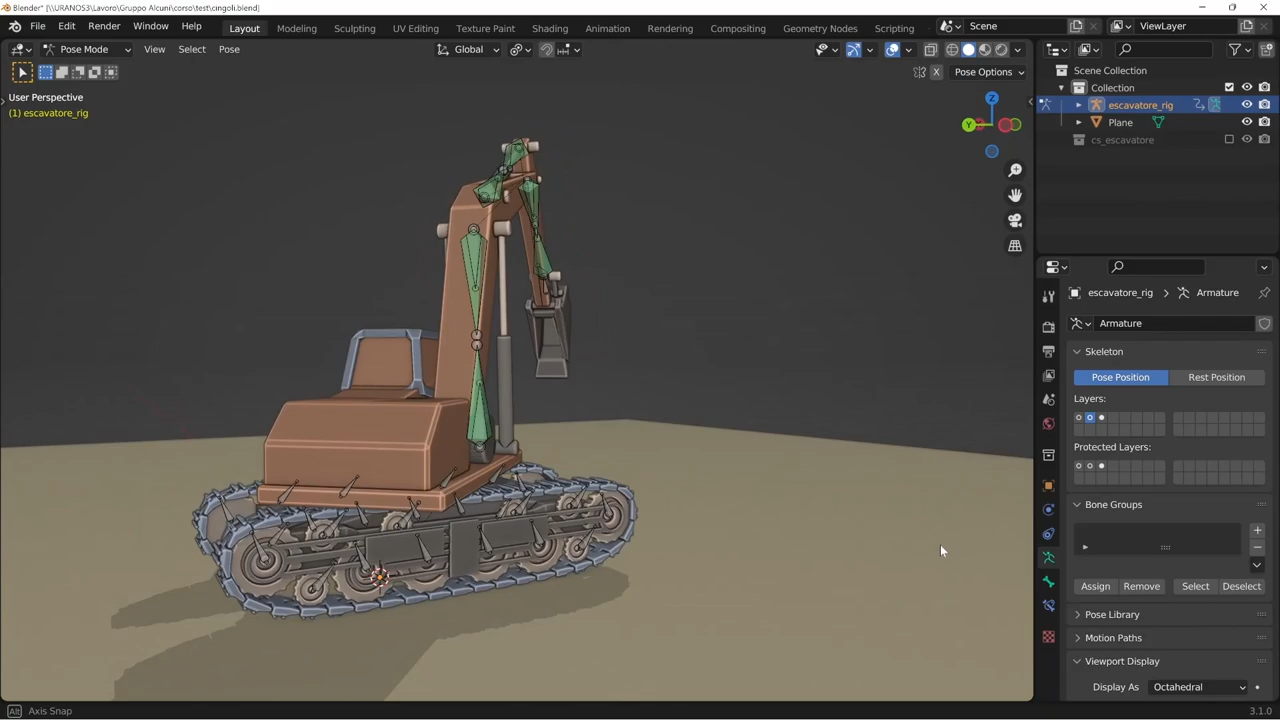 Blender* [\\URANOS3\Lavoro\Gruppo Alcuni\corso\test\cingoli.blend]
File Edit Render Window Help
Layout Modeling Sculpting UV Editing Texture Paint Shading Animation Rendering Compositing Geometry Nodes Scripting
Scene
ViewLayer
Pose Mode View Select Pose
Global
X
Pose Options
User Perspective
(1) escavatore_rig
Z
Y
Scene Collection
Collection
escavatore_rig
Plane
cs_escavatore
escavatore_rig > Armature
Armature
Skeleton
Pose Position Rest Position
Layers:
Protected Layers:
Bone Groups
Assign Remove Select Deselect
Pose Library
Motion Paths
Viewport Display
Display As Octahedral
Alt Axis Snap
3.1.0